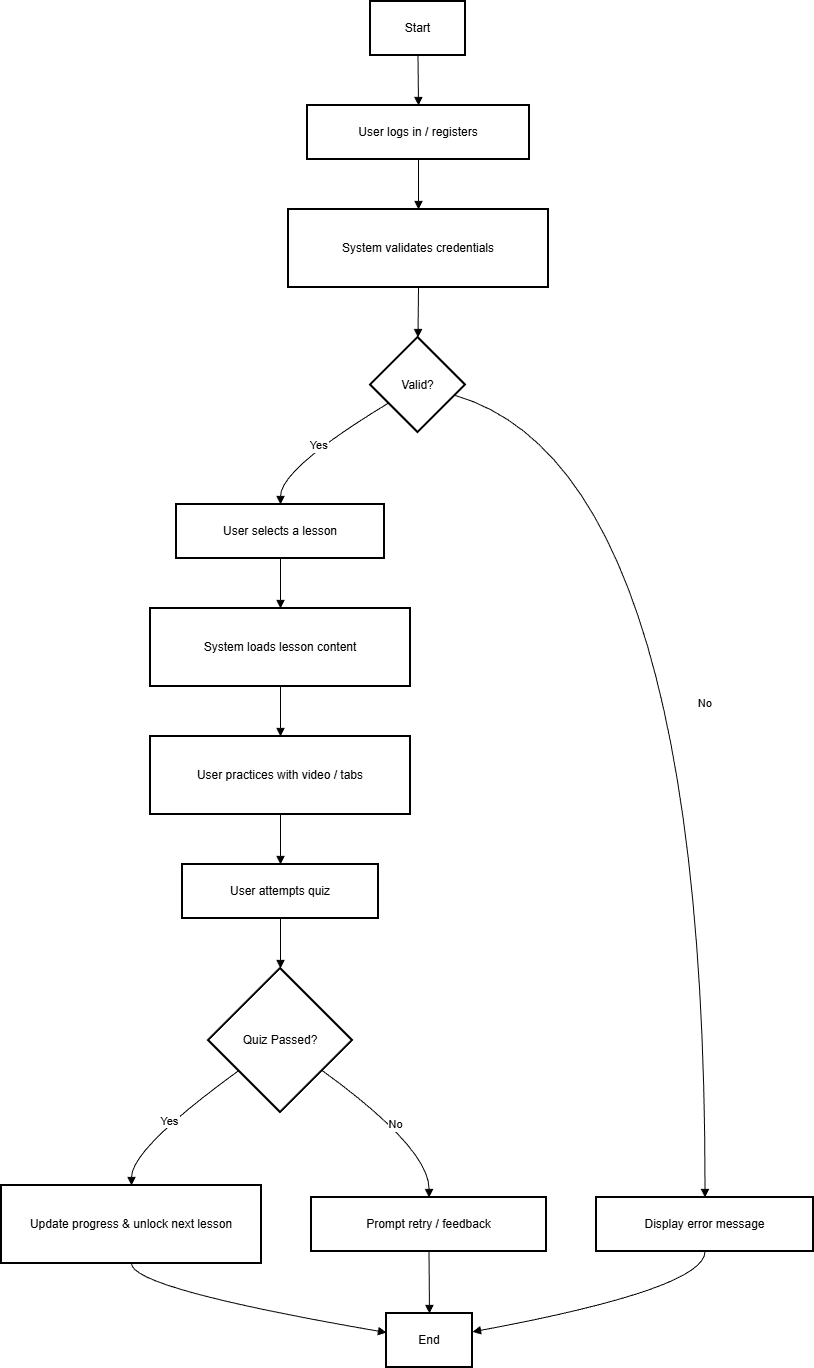 Start
User logs in / registers
System validates credentials
Valid?
Yes
User selects a lesson
System loads lesson content
No
User practices with video / tabs
User attempts quiz
Quiz Passed?
Yes
No
Update progress & unlock next lesson
Prompt retry / feedback
Display error message
End